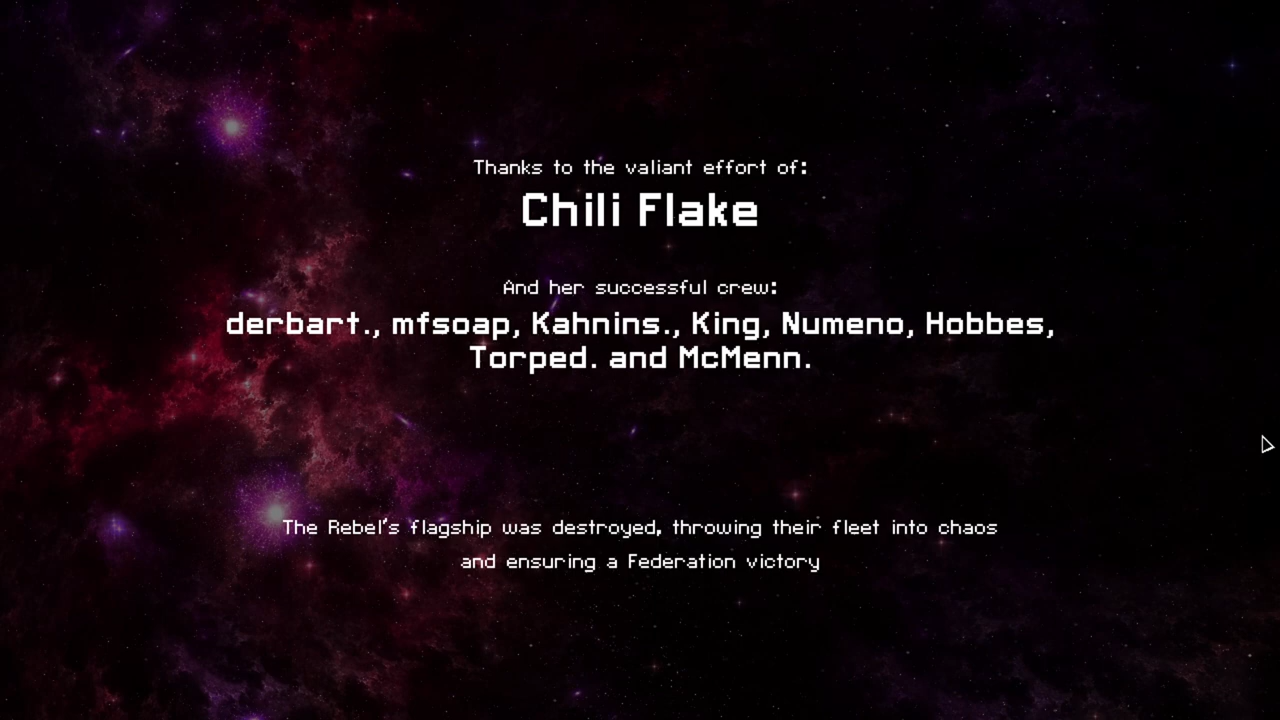 Thanks to the valiant effort of:
Chili Flake
And her successful crew:
derbart., mfsoap, Kahnins., King, Numeno, Hobbes,
Torped. and McMenn.
The Rebel's flagship was destroyed, throwing their fleet into chaos
and ensuring a Federation victory